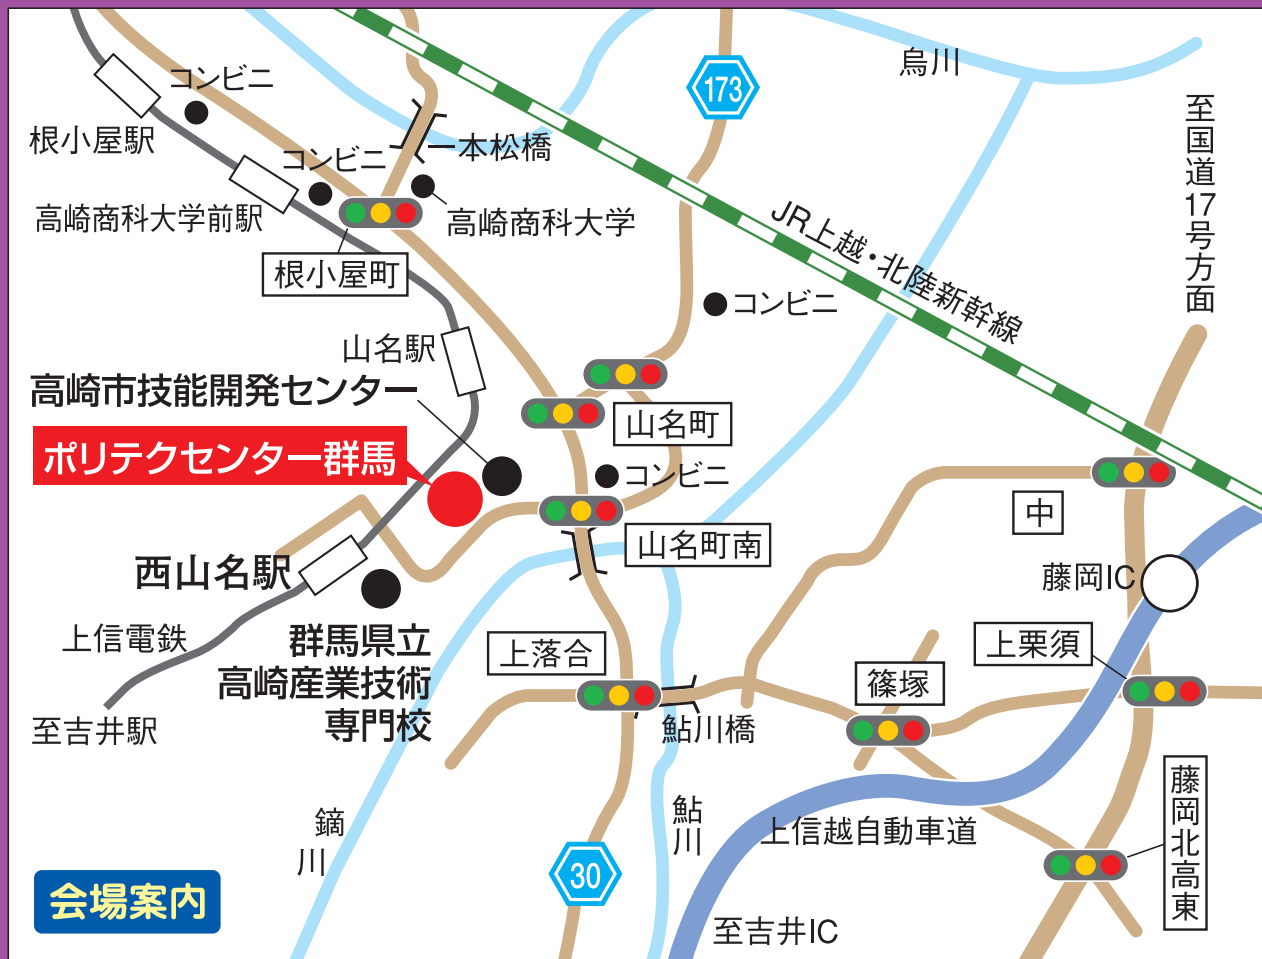 烏川
173
コンビニ
根小屋駅
本松橋
コンビニ
高崎商科大学前駅
高崎商科大学
根小屋町
至国道17号方面
JR上越・北陸新幹線
コンビニ
山名駅
高崎市技能開発センター
山名町
ポリテクセンター群馬
コンビニ
中
山名町南
西山名駅
藤岡IC
上信電鉄
群馬県立
高崎産業技術
専門校
上落合
上栗須
篠塚
至吉井駅
鮎川橋
鏑川
鮎川
上信越自動車道
藤岡北高東
30
会場案内
至吉井IC